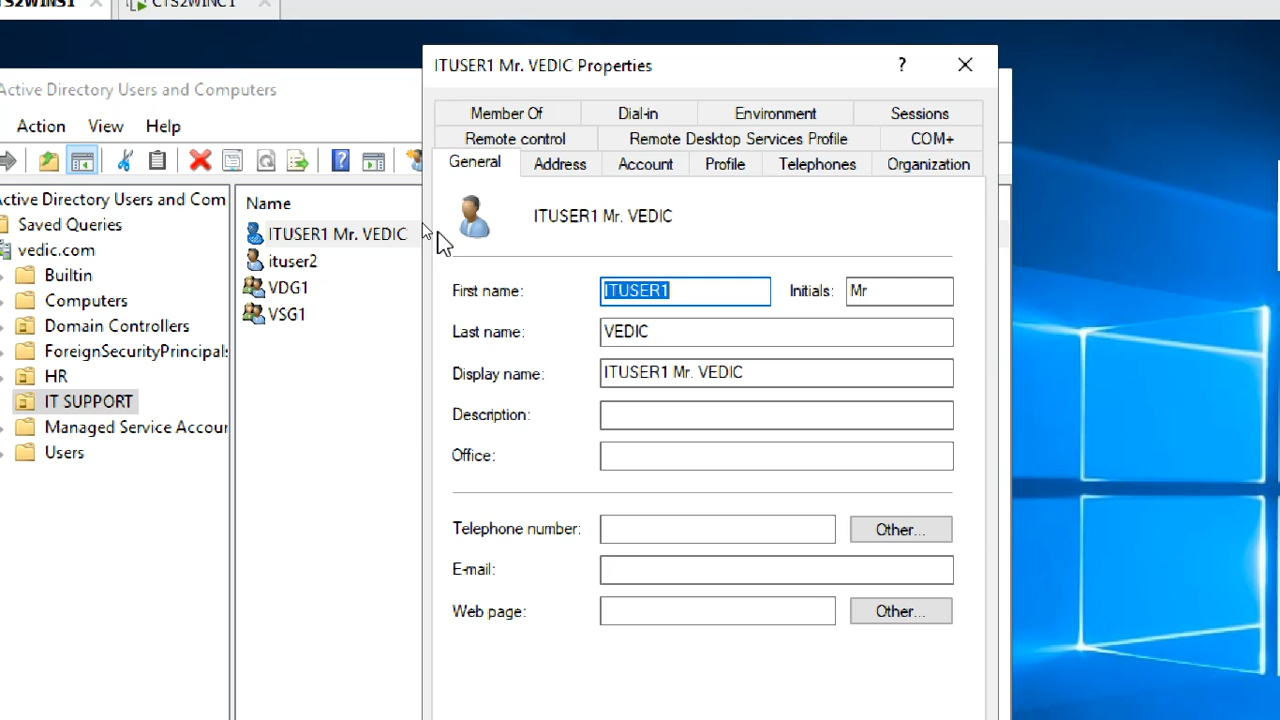 CTS2WINC1
ITUSER1 Mr. VEDIC Properties
?
Active Directory Users and Computers
Action View Help
Member Of Dial-in Environment Sessions
Remote control Remote Desktop Services Profile COM+
General Address Account Profile Telephones Organization
Active Directory Users and Com
Saved Queries
vedic.com
Builtin
Computers
Domain Controllers
ForeignSecurityPrincipals
HR
IT SUPPORT
Managed Service Accour
Users
Name
ITUSER1 Mr. VEDIC
ituser2
VDG1
VSG1
ITUSER1 Mr. VEDIC
First name: ITUSER1 Initials: Mr
Last name: VEDIC
Display name: ITUSER1 Mr. VEDIC
Description:
Office:
Telephone number: Other...
E-mail:
Web page: Other...